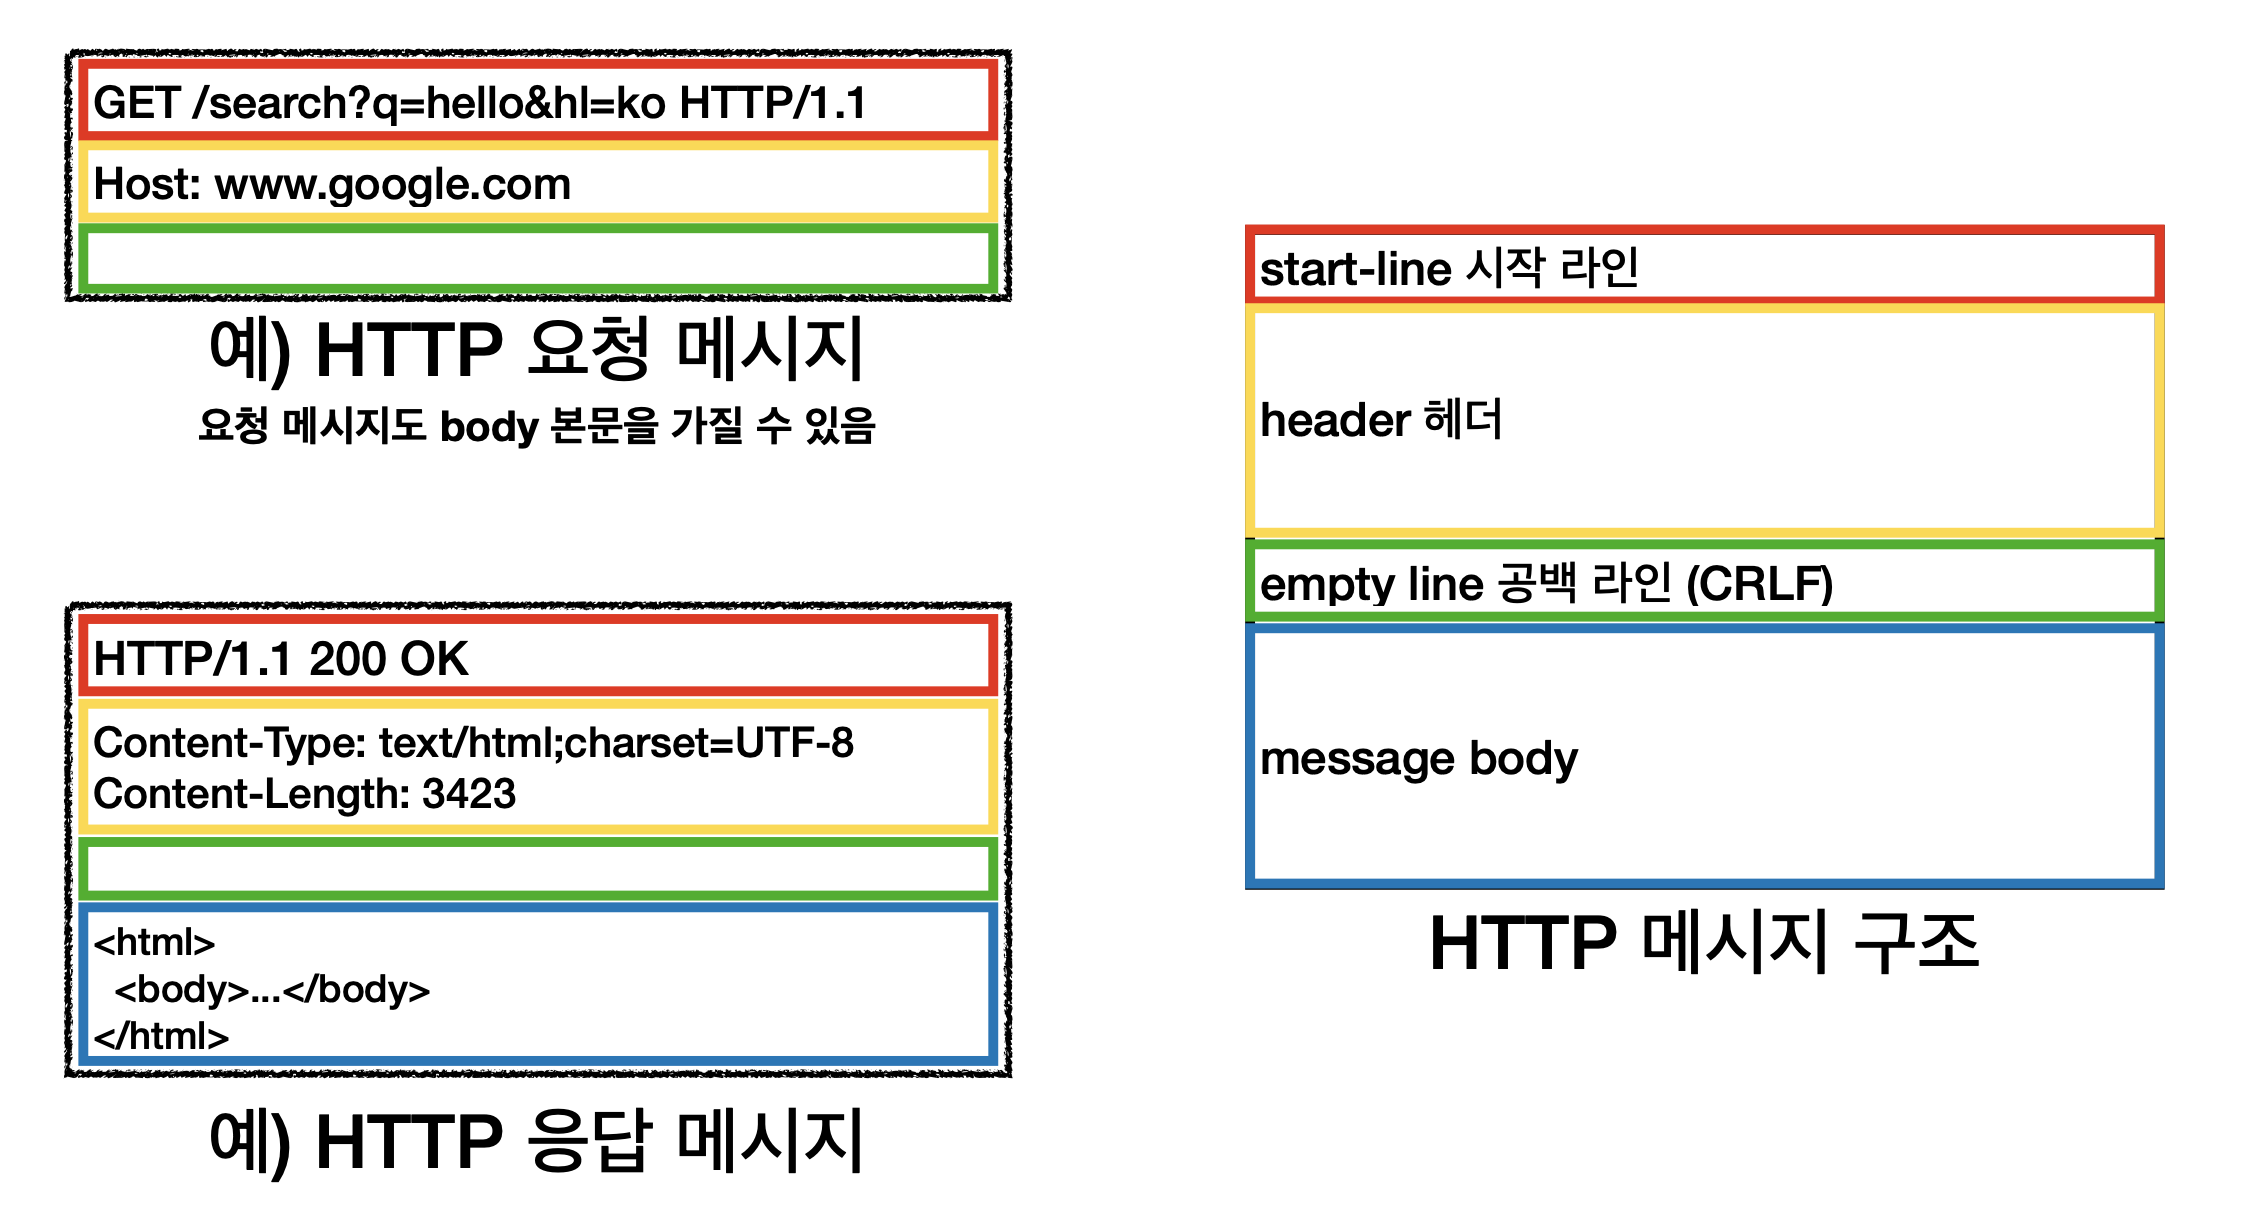 GET /search?q=hello&hl=ko HTTP/1.1
Host: www.google.com
예) HTTP 요청 메시지
요청 메시지도 body 본문을 가질 수 있음
HTTP/1.1 200 OK
Content-Type: text/html;charset=UTF-8
Content-Length: 3423
<html>
  <body>...</body>
</html>
예) HTTP 응답 메시지
start-line 시작 라인
header 헤더
empty line 공백 라인 (CRLF)
message body
HTTP 메시지 구조